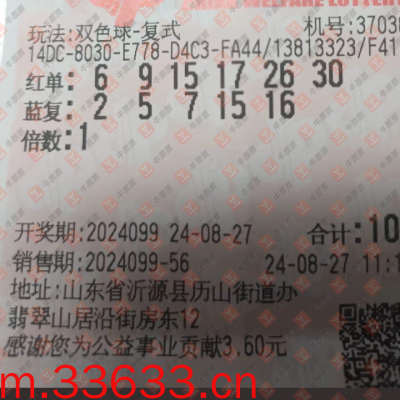 WELFARE LOTTERY
玩法:双色球-复式 机号:37030
14DC-8030-E778-D4C3-FA44/13813323/F41
红单: 6 9 15 17 26 30
蓝复: 2 5 7 15 16
倍数:1
开奖期:2024099 24-08-27 合计:10
销售期:2024099-56 24-08-27 11:1
地址:山东省沂源县历山街道办
翡翠山居沿街房东12
感谢您为公益事业贡献3.60元
m.33633.cn